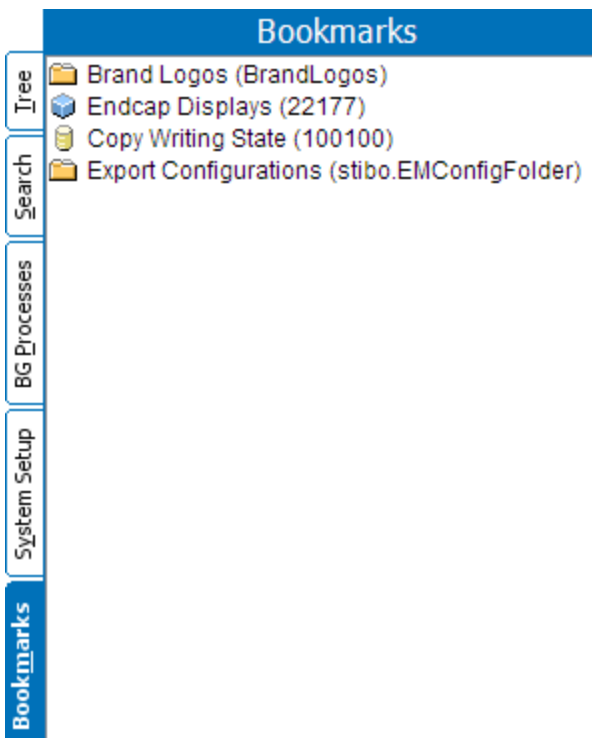 Bookmarks
Brand Logos (BrandLogos)
Endcap Displays (22177)
Copy Writing State (100100)
Export Configurations (stibo.EMConfigFolder)
Tree
Search
BG Processes
System Setup
Bookmarks